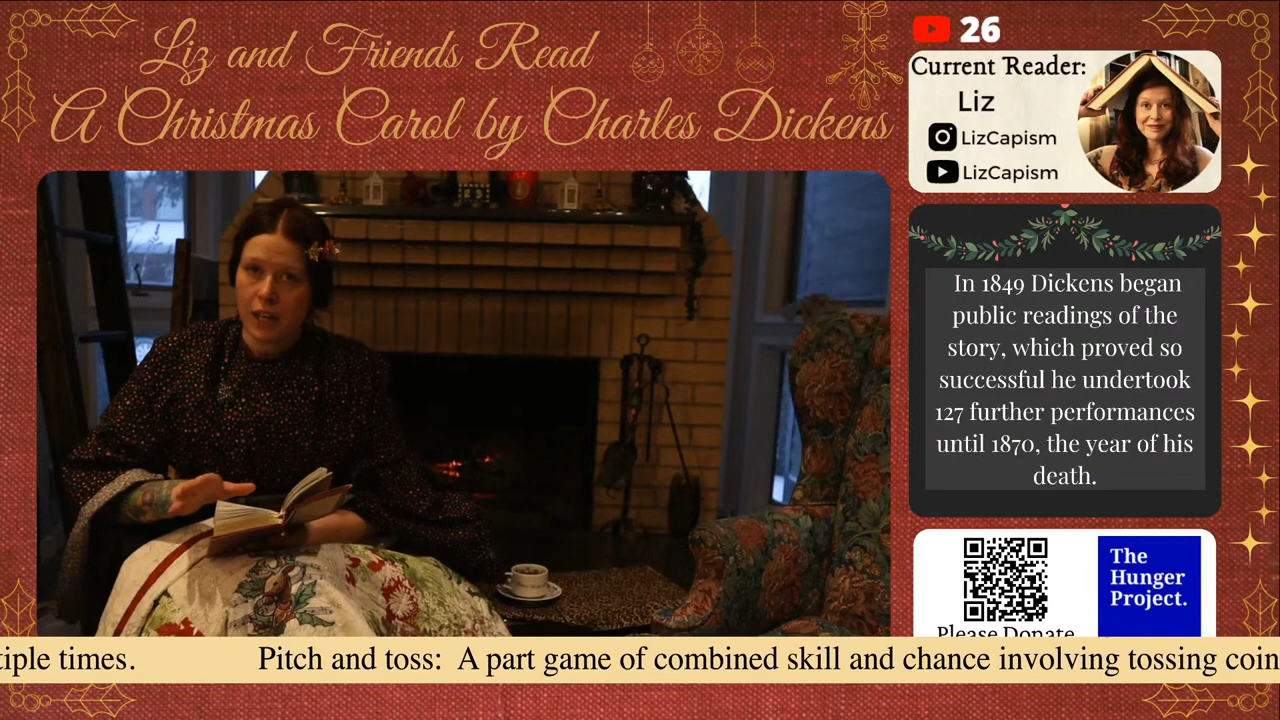 Liz and Friends Read
A Christmas Carol by Charles Dickens
26
Current Reader:
Liz
LizCapism
LizCapism
In 1849 Dickens began
public readings of the
story, which proved so
successful he undertook
127 further performances
until 1870, the year of his
death.
The
Hunger
Project.
Please Donate
tiple times. Pitch and toss: A part game of combined skill and chance involving tossing coin